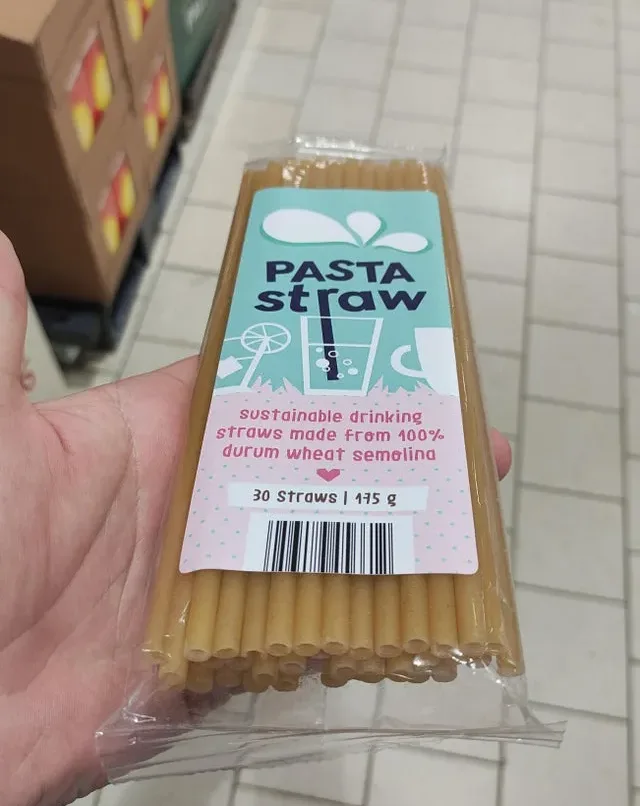 PASTA
straw
sustainable drinking
straws made from 100%
durum wheat semolina
30 Straws | 175 g